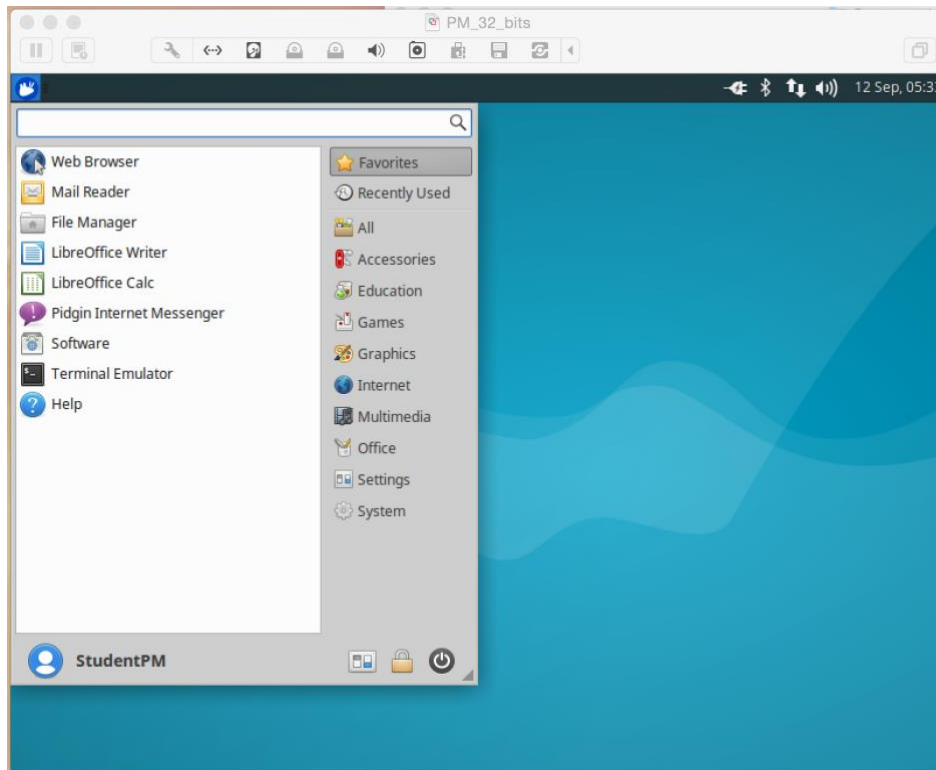 PM_32_bits
12 Sep, 05:3
Web Browser
Mail Reader
File Manager
LibreOffice Writer
LibreOffice Calc
Pidgin Internet Messenger
Software
Terminal Emulator
Help
Favorites
Recently Used
All
Accessories
Education
Games
Graphics
Internet
Multimedia
Office
Settings
System
StudentPM